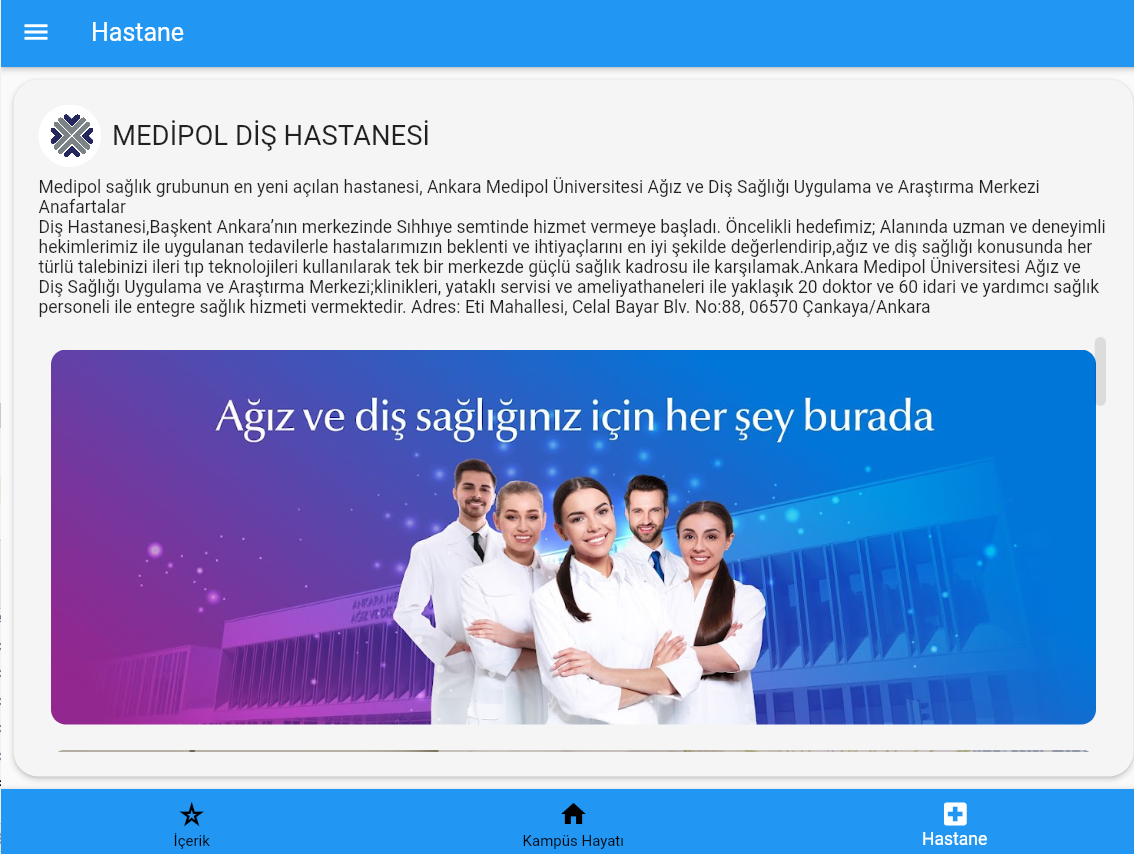 Hastane
MEDİPOL DİŞ HASTANESİ
Medipol sağlık grubunun en yeni açılan hastanesi, Ankara Medipol Üniversitesi Ağız ve Diş Sağlığı Uygulama ve Araştırma Merkezi
Anafartalar
Diş Hastanesi,Başkent Ankara’nın merkezinde Sıhhıye semtinde hizmet vermeye başladı. Öncelikli hedefimiz; Alanında uzman ve deneyimli
hekimlerimiz ile uygulanan tedavilerle hastalarımızın beklenti ve ihtiyaçlarını en iyi şekilde değerlendirip,ağız ve diş sağlığı konusunda her
türlü talebinizi ileri tıp teknolojileri kullanılarak tek bir merkezde güçlü sağlık kadrosu ile karşılamak.Ankara Medipol Üniversitesi Ağız ve
Diş Sağlığı Uygulama ve Araştırma Merkezi;klinikleri, yataklı servisi ve ameliyathaneleri ile yaklaşık 20 doktor ve 60 idari ve yardımcı sağlık
personeli ile entegre sağlık hizmeti vermektedir. Adres: Eti Mahallesi, Celal Bayar Blv. No:88, 06570 Çankaya/Ankara
Ağız ve diş sağlığınız için her şey burada
ANKARA ME
AĞIZ VE DİŞ
İçerik
Kampüs Hayatı
Hastane